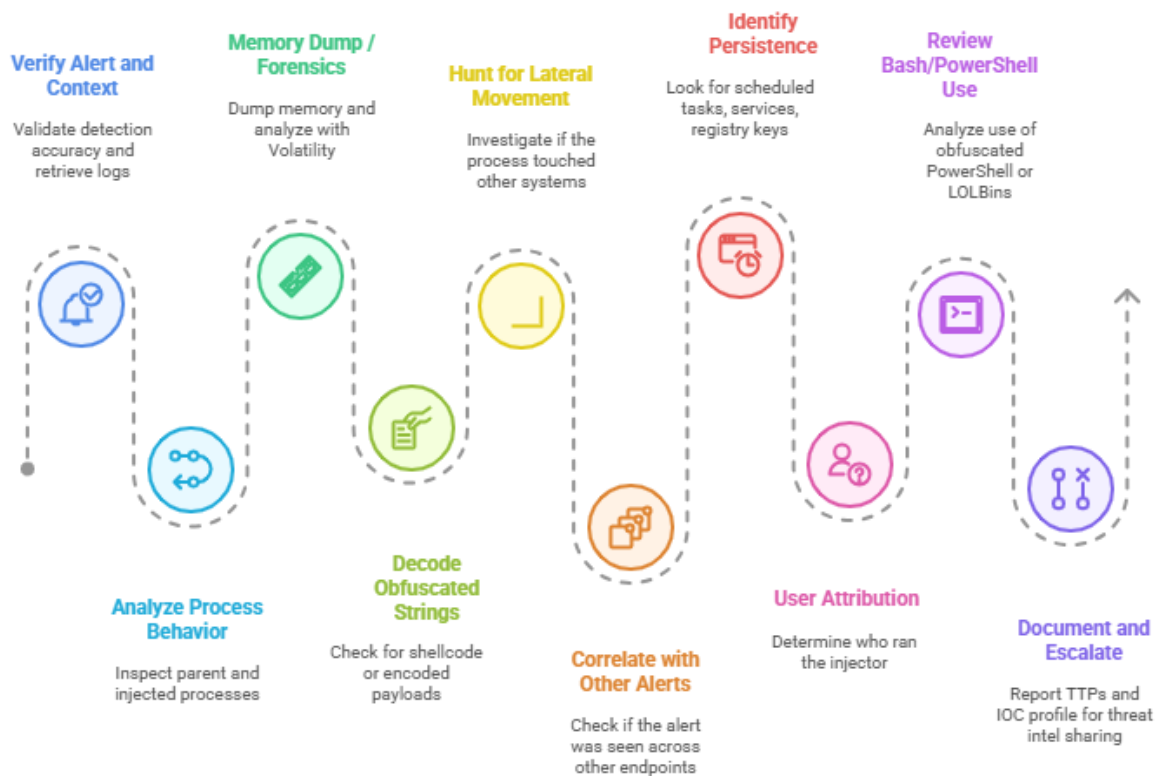 Verify Alert and
Context
Validate detection
accuracy and
retrieve logs
Analyze Process
Behavior
Inspect parent and
injected processes
Memory Dump /
Forensics
Dump memory and
analyze with
Volatility
Decode
Obfuscated
Strings
Check for shellcode
or encoded
payloads
Hunt for Lateral
Movement
Investigate if the
process touched
other systems
Correlate with
Other Alerts
Check if the alert
was seen across
other endpoints
Identify
Persistence
Look for scheduled
tasks, services,
registry keys
User Attribution
Determine who ran
the injector
Review
Bash/PowerShell
Use
Analyze use of
obfuscated
PowerShell or
LOLBins
Document and
Escalate
Report TTPs and
IOC profile for threat
intel sharing